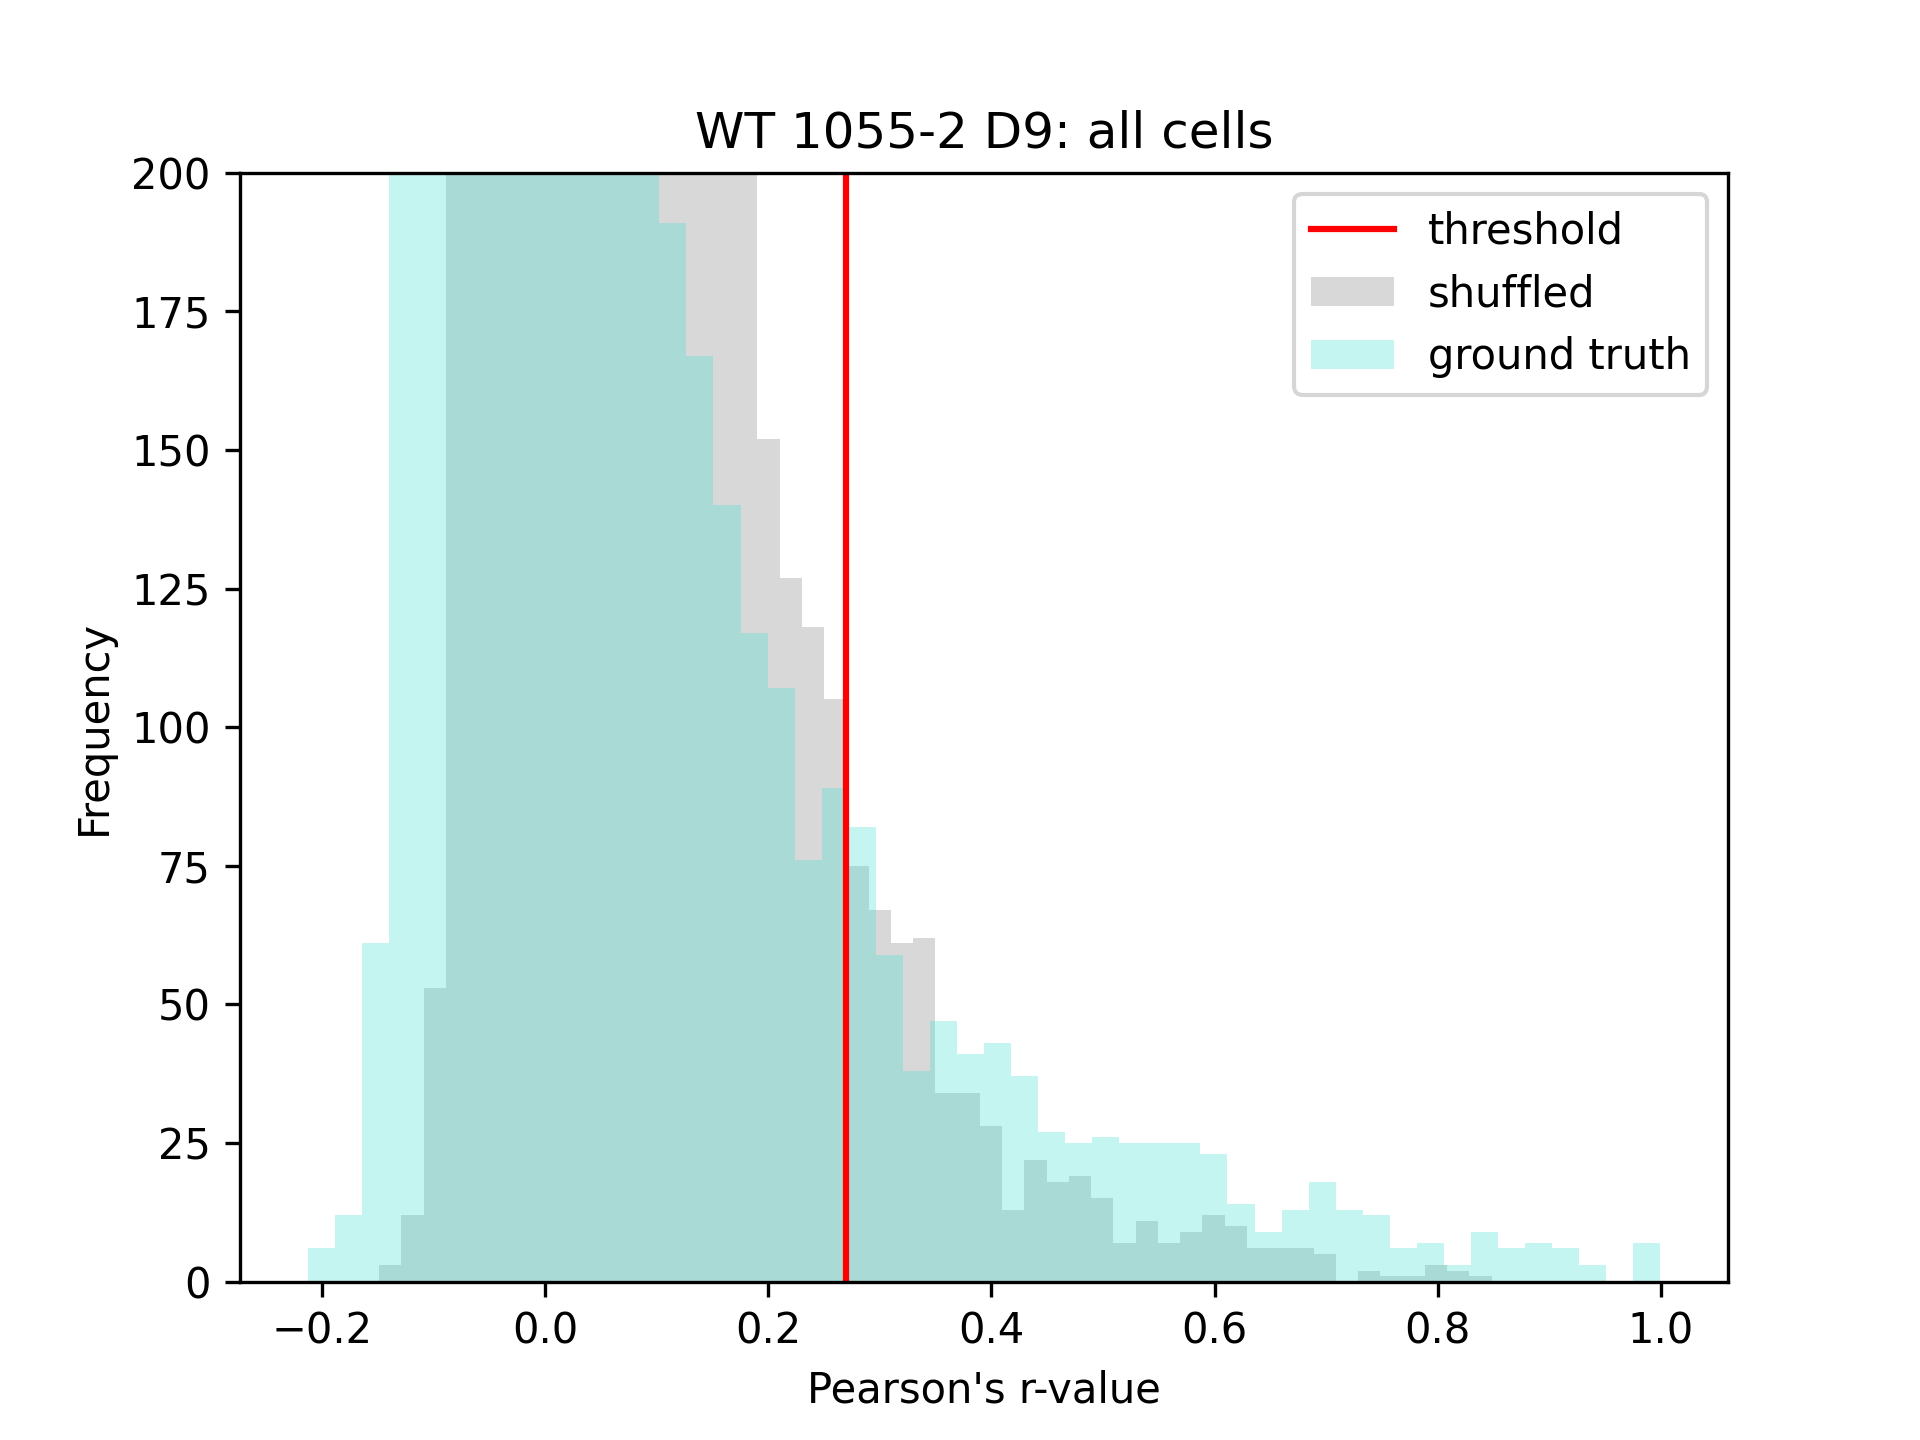 WT 1055-2 D9: all cells
200
175
150
125
100
75
50
25
0
Frequency
threshold
shuffled
ground truth
−0.2 0.0 0.2 0.4 0.6 0.8 1.0
Pearson's r-value